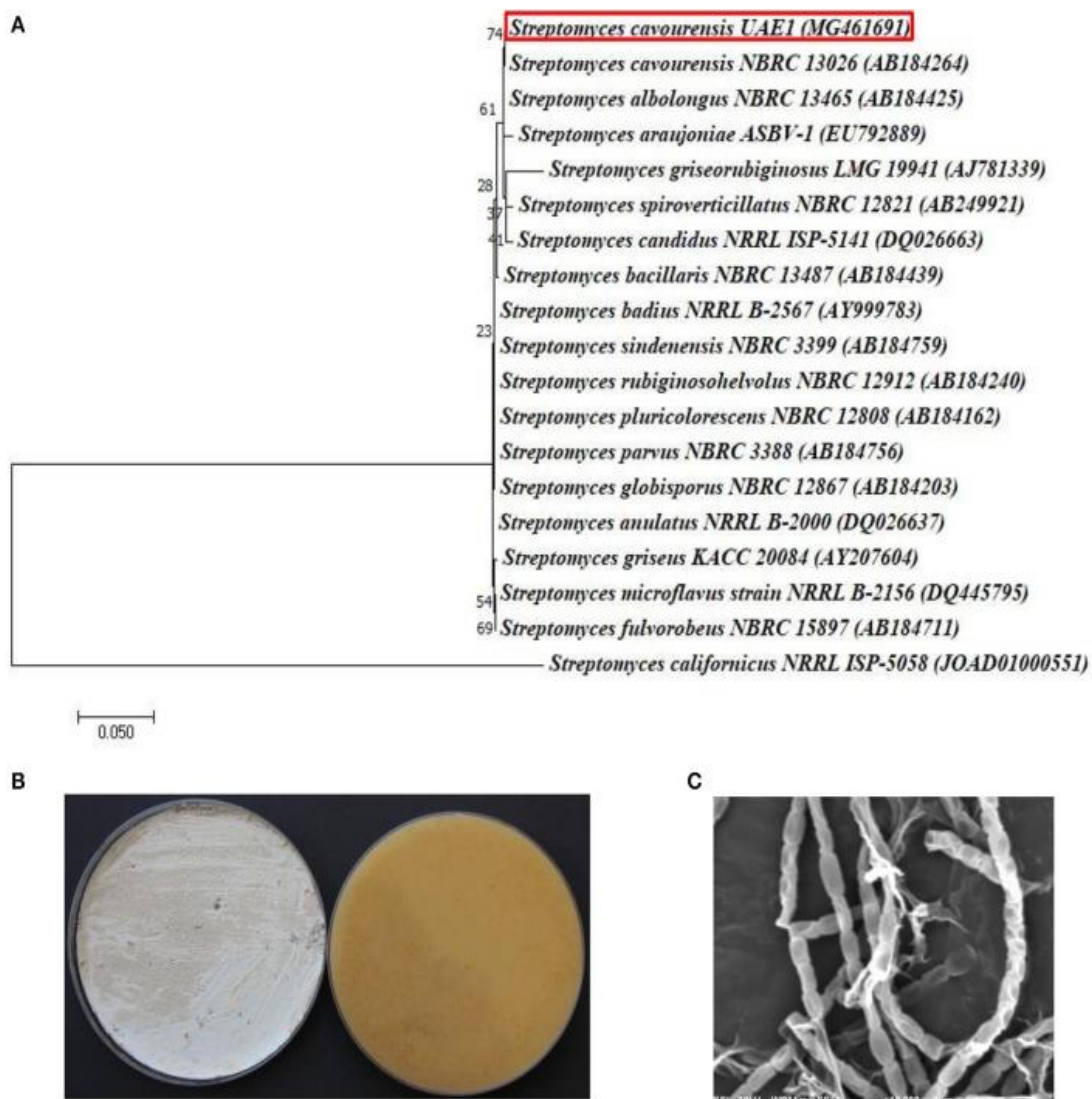 A
74
Streptomyces cavourensis UAE1 (MG461691)
Streptomyces cavourensis NBRC 13026 (AB184264)
Streptomyces albolongus NBRC 13465 (AB184425)
61
Streptomyces araujoniae ASBV-1 (EU792889)
Streptomyces griseorubiginosus LMG 19941 (AJ781339)
28
Streptomyces spiroverticillatus NBRC 12821 (AB249921)
37
41
Streptomyces candidus NRRL ISP-5141 (DQ026663)
Streptomyces bacillaris NBRC 13487 (AB184439)
Streptomyces badius NRRL B-2567 (AY999783)
23
Streptomyces sindenensis NBRC 3399 (AB184759)
Streptomyces rubiginosohelvolus NBRC 12912 (AB184240)
Streptomyces pluricolorescens NBRC 12808 (AB184162)
Streptomyces parvus NBRC 3388 (AB184756)
Streptomyces globisporus NBRC 12867 (AB184203)
Streptomyces anulatus NRRL B-2000 (DQ026637)
Streptomyces griseus KACC 20084 (AY207604)
Streptomyces microflavus strain NRRL B-2156 (DQ445795)
54
69
Streptomyces fulvorobeus NBRC 15897 (AB184711)
Streptomyces californicus NRRL ISP-5058 (JOAD01000551)
0.050
B
C